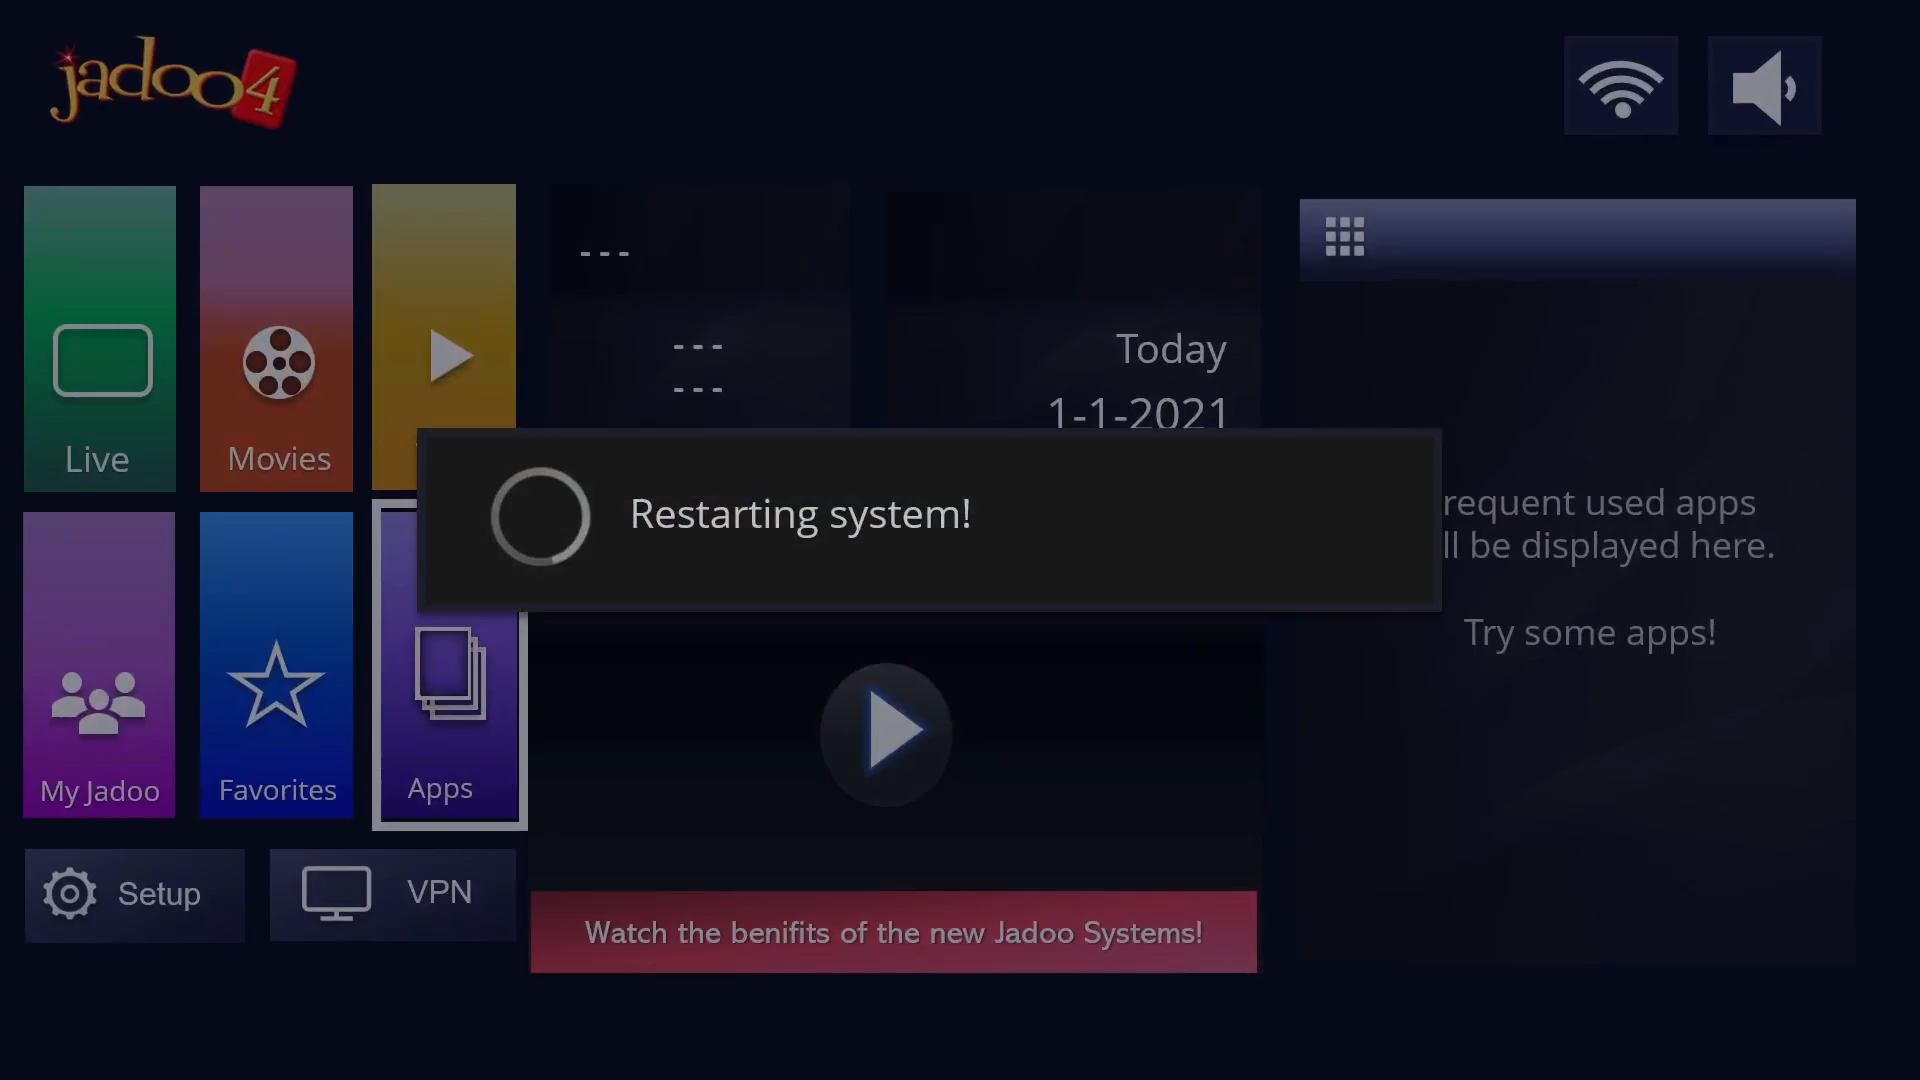 jadoo4
Live
Movies
---
---
---
Today
1-1-2021
Restarting system!
requent used apps
ll be displayed here.
Try some apps!
My Jadoo
Favorites
Apps
Setup
VPN
Watch the benifits of the new Jadoo Systems!